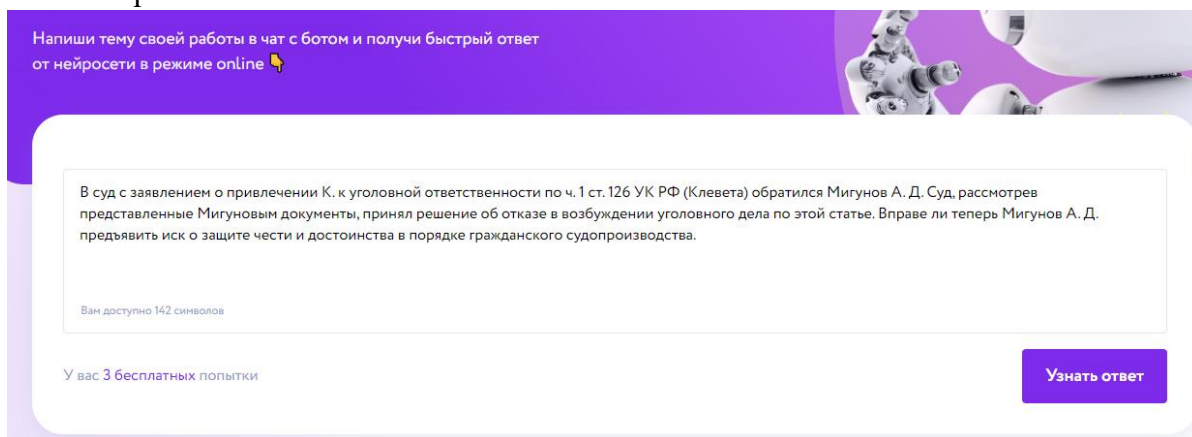 Напиши тему своей работы в чат с ботом и получи быстрый ответ
от нейросети в режиме online 👇
В суд с заявлением о привлечении К. к уголовной ответственности по ч. 1 ст. 126 УК РФ (Клевета) обратился Мигунов А. Д. Суд, рассмотрев
представленные Мигуновым документы, принял решение об отказе в возбуждении уголовного дела по этой статье. Вправе ли теперь Мигунов А. Д.
предъявить иск о защите чести и достоинства в порядке гражданского судопроизводства.
Вам доступно 142 символов
У вас 3 бесплатных попытки
Узнать ответ